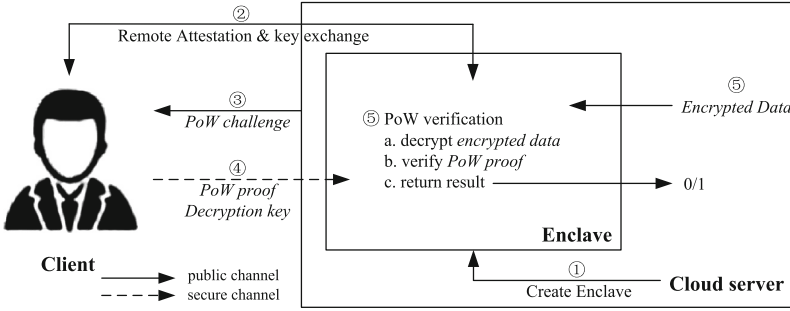 ②
Remote Attestation & key exchange
③
PoW challenge
④
PoW proof
Decryption key
⑤ PoW verification
a. decrypt encrypted data
b. verify PoW proof
c. return result
⑤
Encrypted Data
0/1
Enclave
①
Create Enclave
Cloud server
Client
public channel
secure channel